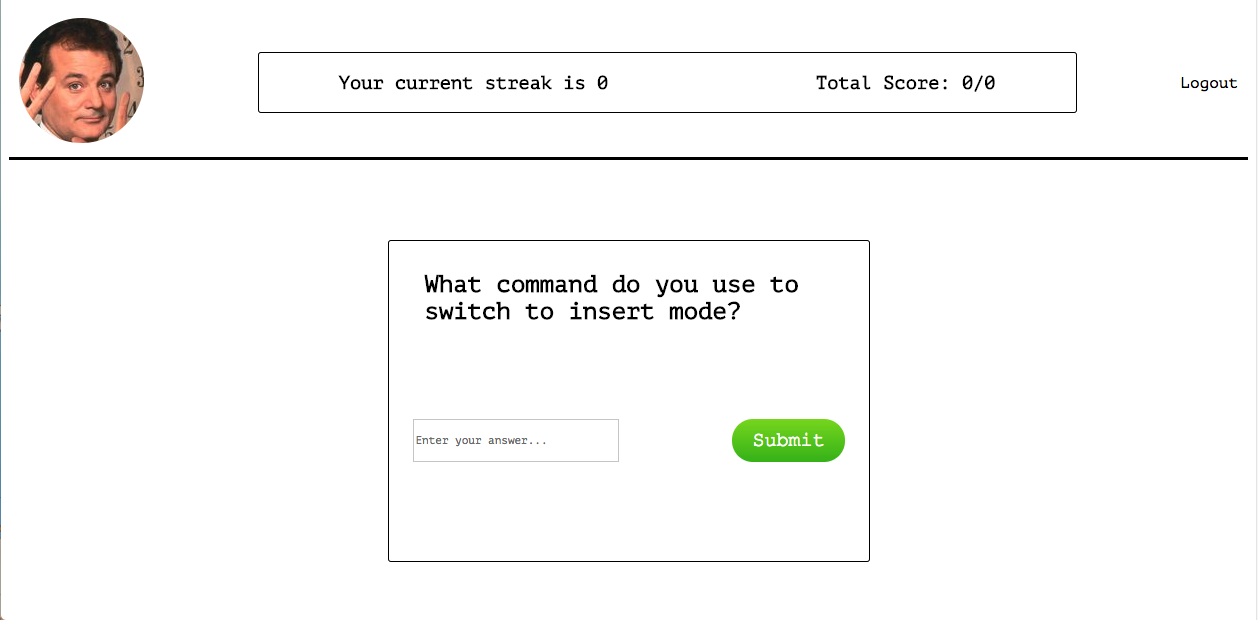 Your current streak is 0
Total Score: 0/0
Logout
What command do you use to
switch to insert mode?
Enter your answer...
Submit